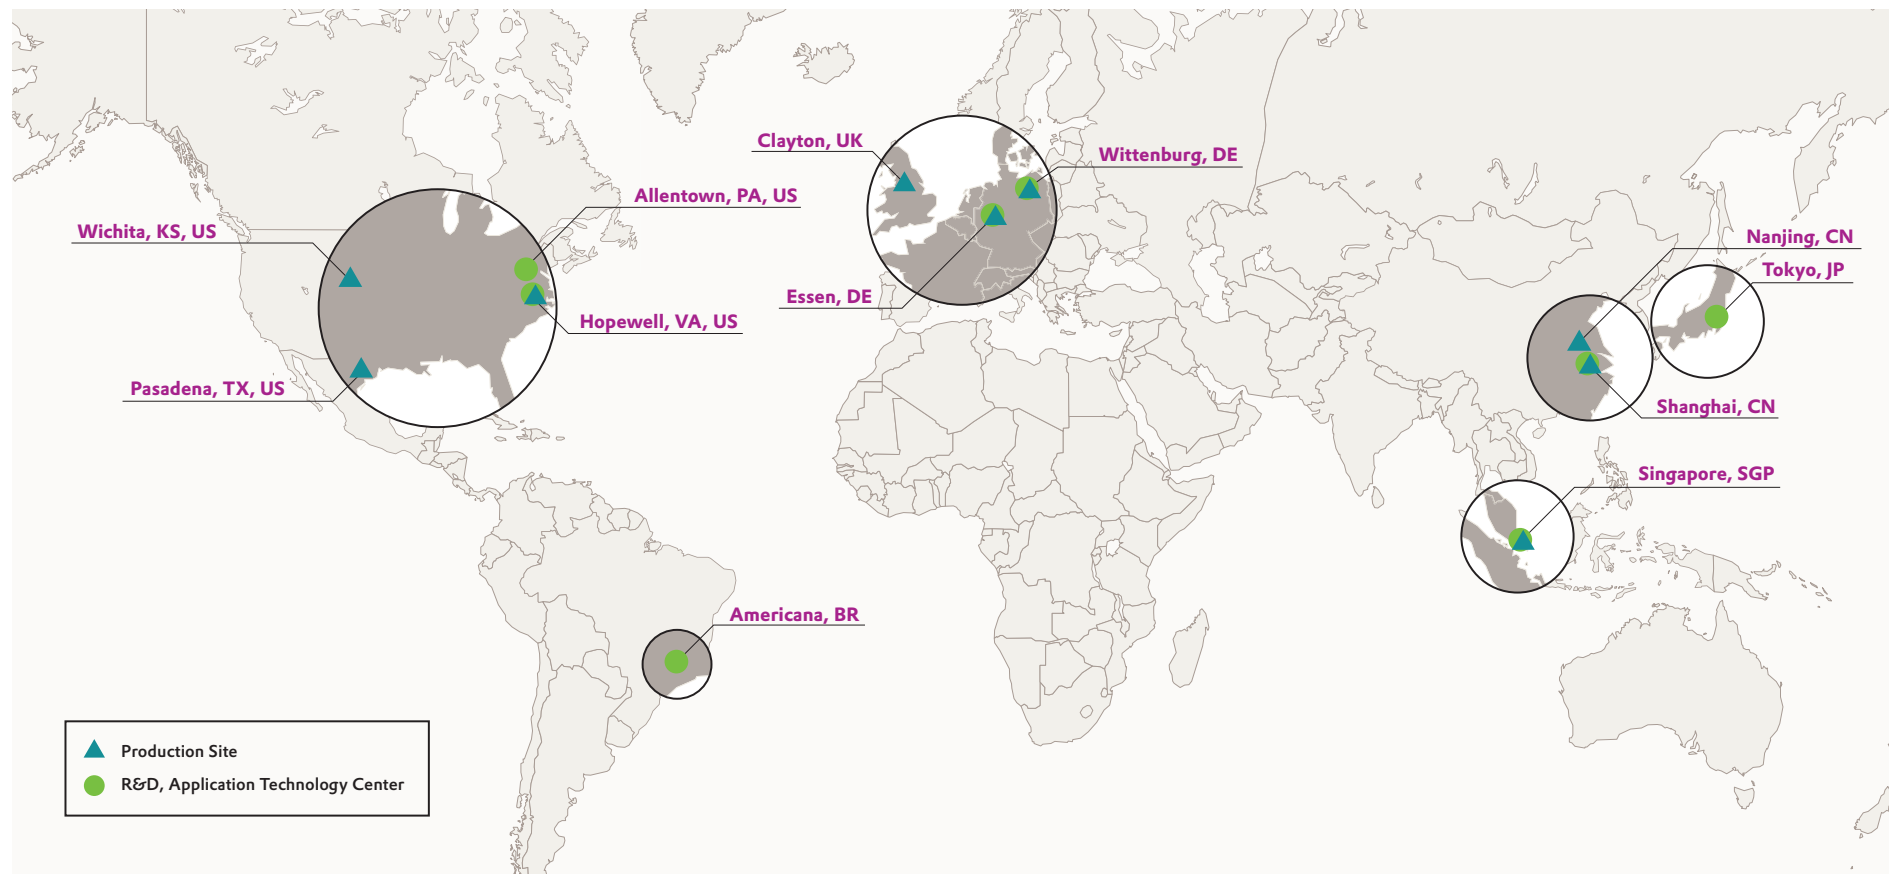 Clayton, UK
Wittenburg, DE
Allentown, PA, US
Wichita, KS, US
Nanjing, CN
Tokyo, JP
Essen, DE
Hopewell, VA, US
Pasadena, TX, US
Shanghai, CN
Singapore, SGP
Americana, BR
Production Site
R&D, Application Technology Center